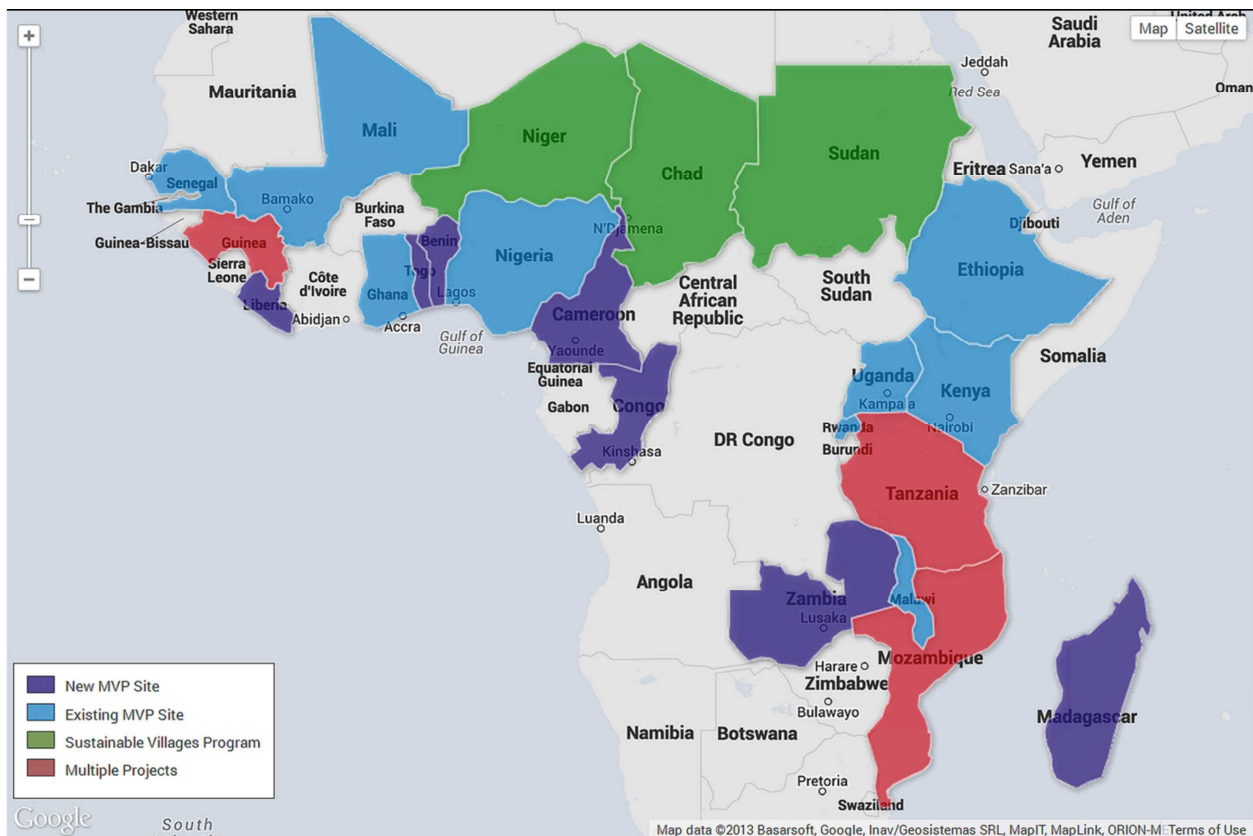 Western
Sahara
Saudi
Arabia
United Arab
Map
Satellite
Jeddah
Red Sea
Oman
Mauritania
Mali
Niger
Chad
Sudan
Eritrea
Sana'a
Yemen
Dakar
Senegal
The Gambia
Bamako
Burkina
Faso
Guinea-Bissau
Guinea
Sierra
Leone
Côte
d'Ivoire
Liberia
Abidjan
Ghana
Accra
Togo
Benin
Lagos
Nigeria
N'Djamena
Gulf of
Guinea
Cameroon
Yaounde
Central
African
Republic
South
Sudan
Ethiopia
Djibouti
Gulf of
Aden
Somalia
Equatorial
Guinea
Gabon
Congo
Kinshasa
DR Congo
Uganda
Kampala
Kenya
Nairobi
Rwanda
Burundi
Tanzania
Zanzibar
Luanda
Angola
Zambia
Lusaka
Malawi
Mozambique
Harare
Zimbabwe
Bulawayo
Madagascar
Namibia
Botswana
Pretoria
Swaziland
New MVP Site
Existing MVP Site
Sustainable Villages Program
Multiple Projects
Google
South
Map data ©2013 Basarsoft, Google, Inav/Geosistemas SRL, MapIT, MapLink, ORION-ME
Terms of Use